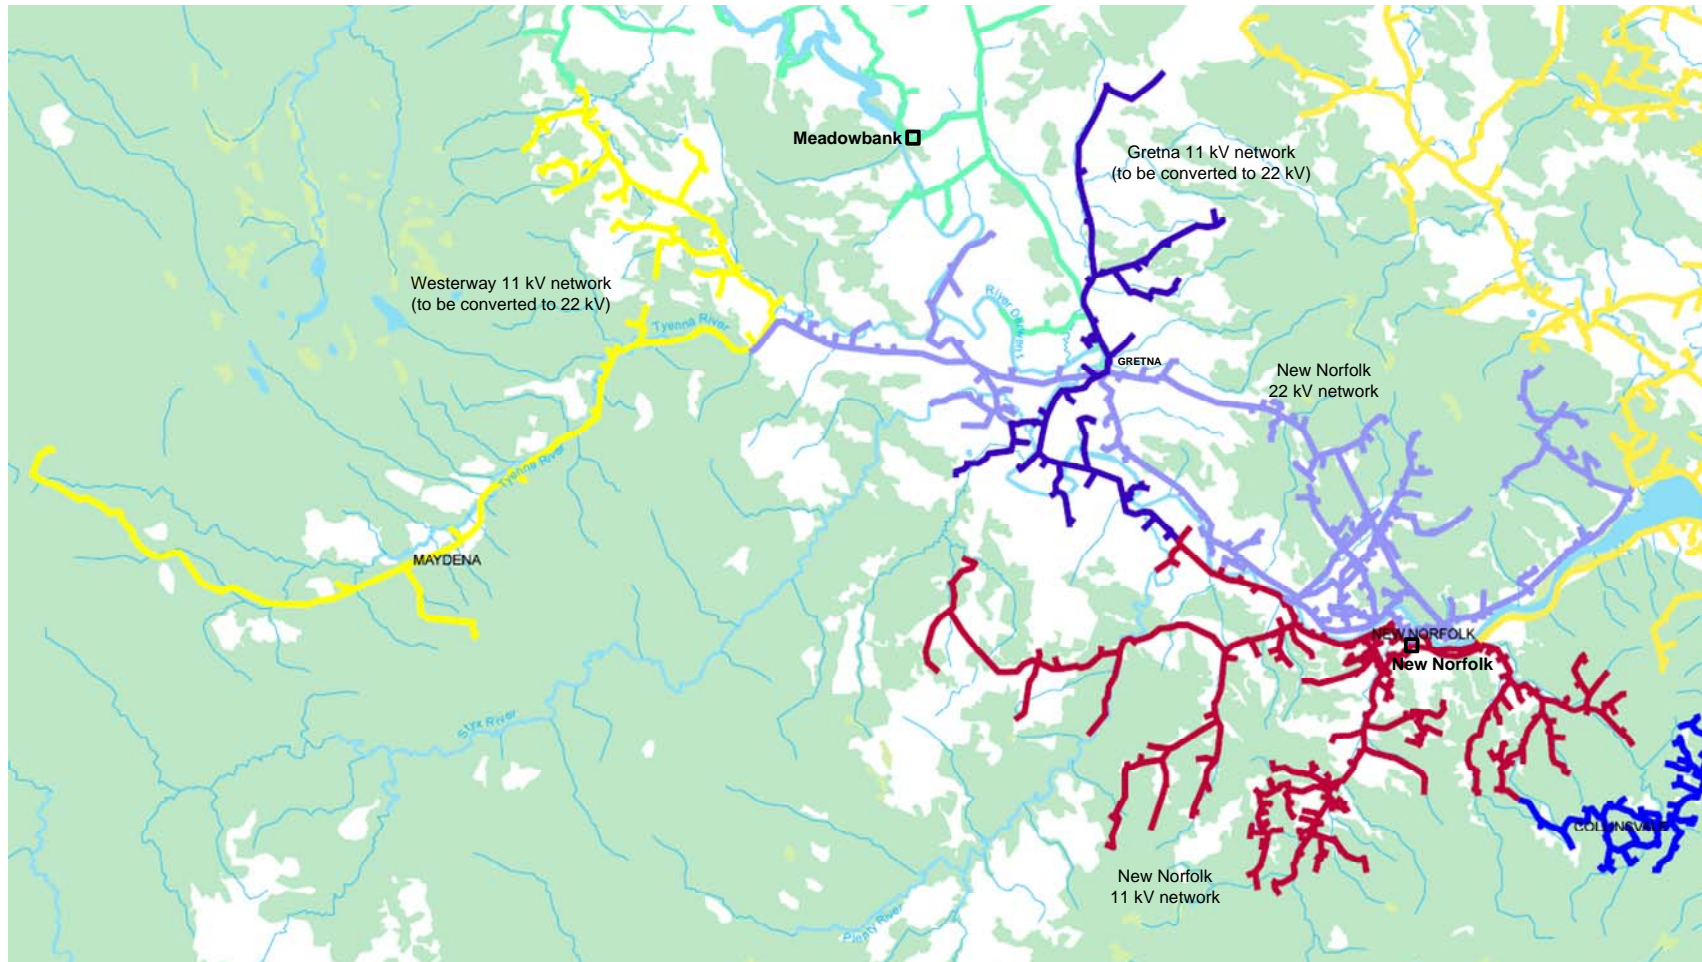 Meadowbank
Gretna 11 kV network
(to be converted to 22 kV)
Westerway 11 kV network
(to be converted to 22 kV)
Tyenna River
River Derwent
GRETNA
New Norfolk
22 kV network
Tyenna River
MAYDENA
NEW NORFOLK
New Norfolk
Styx River
COLLINSVALE
New Norfolk
11 kV network
Plenty River